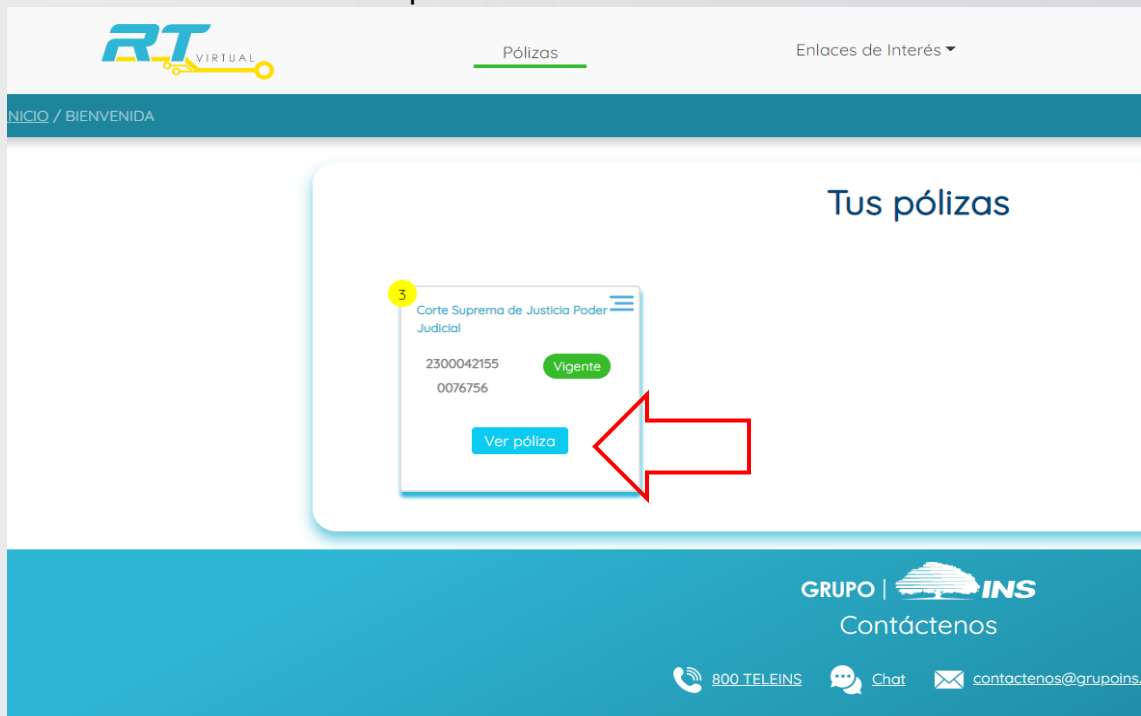 RT VIRTUAL
Pólizas
Enlaces de Interés
NICIO / BIENVENIDA
Tus pólizas
3
Corte Suprema de Justicia Poder
Judicial
2300042155
Vigente
0076756
Ver póliza
GRUPO | INS
Contáctenos
800 TELEINS
Chat
contactenos@grupoins.